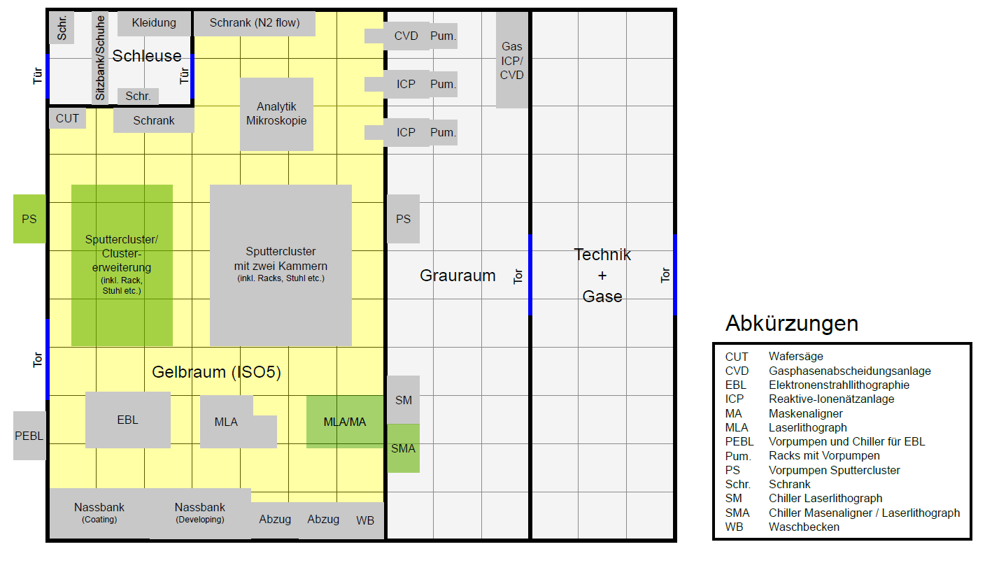 Schr.
Sitzbank/Schuhe
Kleidung
Schrank (N2 flow)
Schleuse
Tür
Tür
Schr.
CUT
Schrank
Analytik
Mikroskopie
CVD Pum.
ICP Pum.
ICP Pum.
Gas
ICP/
CVD
PS
Sputtercluster/
Cluster-
erweiterung
(inkl. Rack,
Stuhl etc.)
Sputtercluster
mit zwei Kammern
(inkl. Racks, Stuhl etc.)
PS
Grauraum
Tor
Technik
+
Gase
Tor
Tor
Gelbraum (ISO5)
PEBL
EBL
MLA
MLA/MA
SM
SMA
Nassbank
(Coating)
Nassbank
(Developing)
Abzug
Abzug
WB
Abkürzungen
CUT Wafersäge
CVD Gasphasenabscheidungsanlage
EBL Elektronenstrahllithographie
ICP Reaktive-Ionenätzanlage
MA Maskenaligner
MLA Laserlithograph
PEBL Vorpumpen und Chiller für EBL
Pum. Racks mit Vorpumpen
PS Vorpumpen Sputtercluster
Schr. Schrank
SM Chiller Laserlithograph
SMA Chiller Masenaligner / Laserlithograph
WB Waschbecken